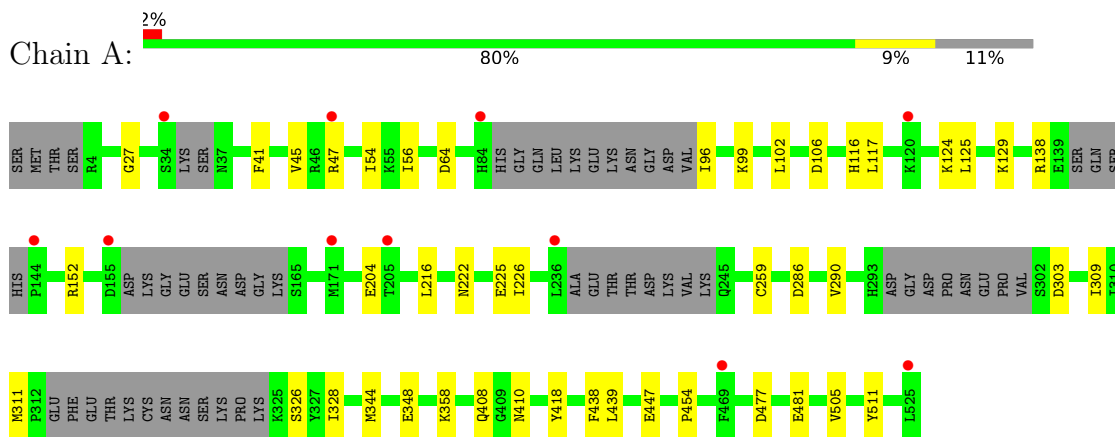 2%
Chain A:
80% 9% 11%
SER MET THR SER R4 G27 S34 LYS SER N37 F41 V45 R46 R47 I54 K55 I56 D64 H84 HIS GLY GLN LEU LYS GLU LYS ASN GLY ASP VAL I96 K99 L102 D106 H116 L117 K120 K124 L125 K129 R138 E139 SER GLN SER
HIS P144 R152 D155 ASP LYS GLY GLU SER ASN ASP GLY LYS S165 M171 E204 T205 L216 N222 E225 I226 L236 ALA GLU THR THR ASP LYS VAL LYS Q245 C259 D286 V290 H293 ASP GLY ASP PRO ASN GLU PRO VAL S302 D303 I309 I310
M311 P312 GLU PHE GLU THR LYS CYS ASN ASN SER LYS PRO LYS K325 S326 Y327 I328 M344 E348 K358 Q408 G409 N410 Y418 F438 L439 E447 P454 F469 D477 E481 V505 Y511 L525